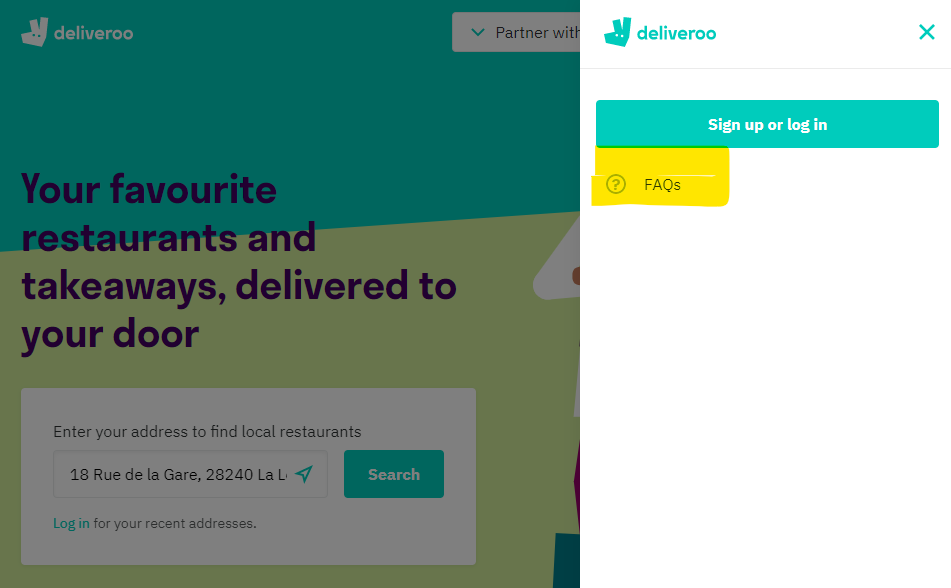 deliveroo
Partner with
Your favourite
restaurants and
takeaways, delivered to
your door
Enter your address to find local restaurants
18 Rue de la Gare, 28240 La L
Search
Log in for your recent addresses.
deliveroo
Sign up or log in
FAQs